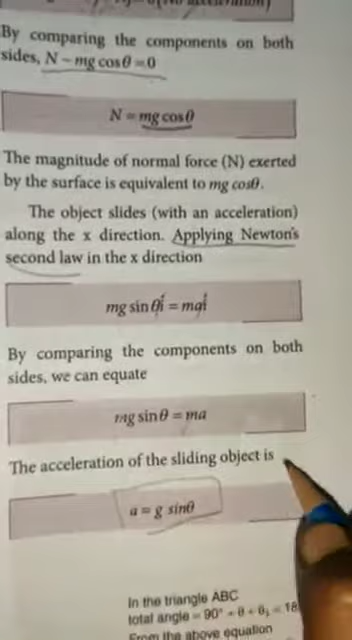 By comparing the components on both
sides, N − mg cosθ = 0
N = mg cosθ
The magnitude of normal force (N) exerted
by the surface is equivalent to mg cosθ.
The object slides (with an acceleration)
along the x direction. Applying Newton's
second law in the x direction
mg sin θî = maî
By comparing the components on both
sides, we can equate
mg sinθ = ma
The acceleration of the sliding object is
a = g sinθ
In the triangle ABC
total angle = 90° + θ + θ₁ = 18
From the above equation